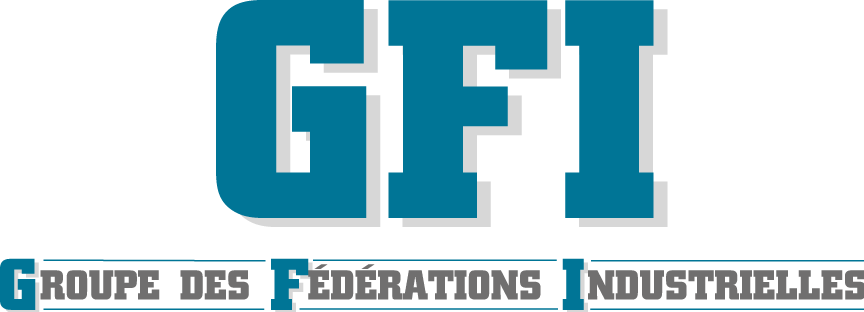 GFI
GROUPE DES FÉDÉRATIONS INDUSTRIELLES